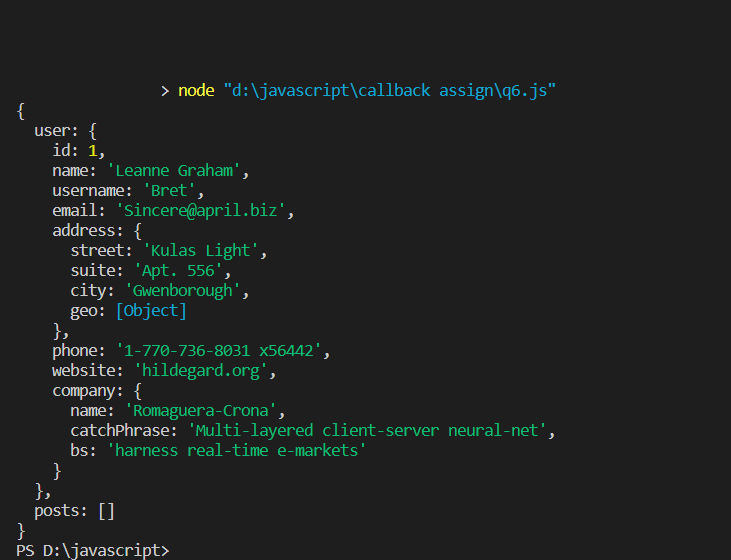 > node "d:\javascript\callback assign\q6.js"
{
  user: {
    id: 1,
    name: 'Leanne Graham',
    username: 'Bret',
    email: 'Sincere@april.biz',
    address: {
      street: 'Kulas Light',
      suite: 'Apt. 556',
      city: 'Gwenborough',
      geo: [Object]
    },
    phone: '1-770-736-8031 x56442',
    website: 'hildegard.org',
    company: {
      name: 'Romaguera-Crona',
      catchPhrase: 'Multi-layered client-server neural-net',
      bs: 'harness real-time e-markets'
    }
  },
  posts: []
}
PS D:\javascript>